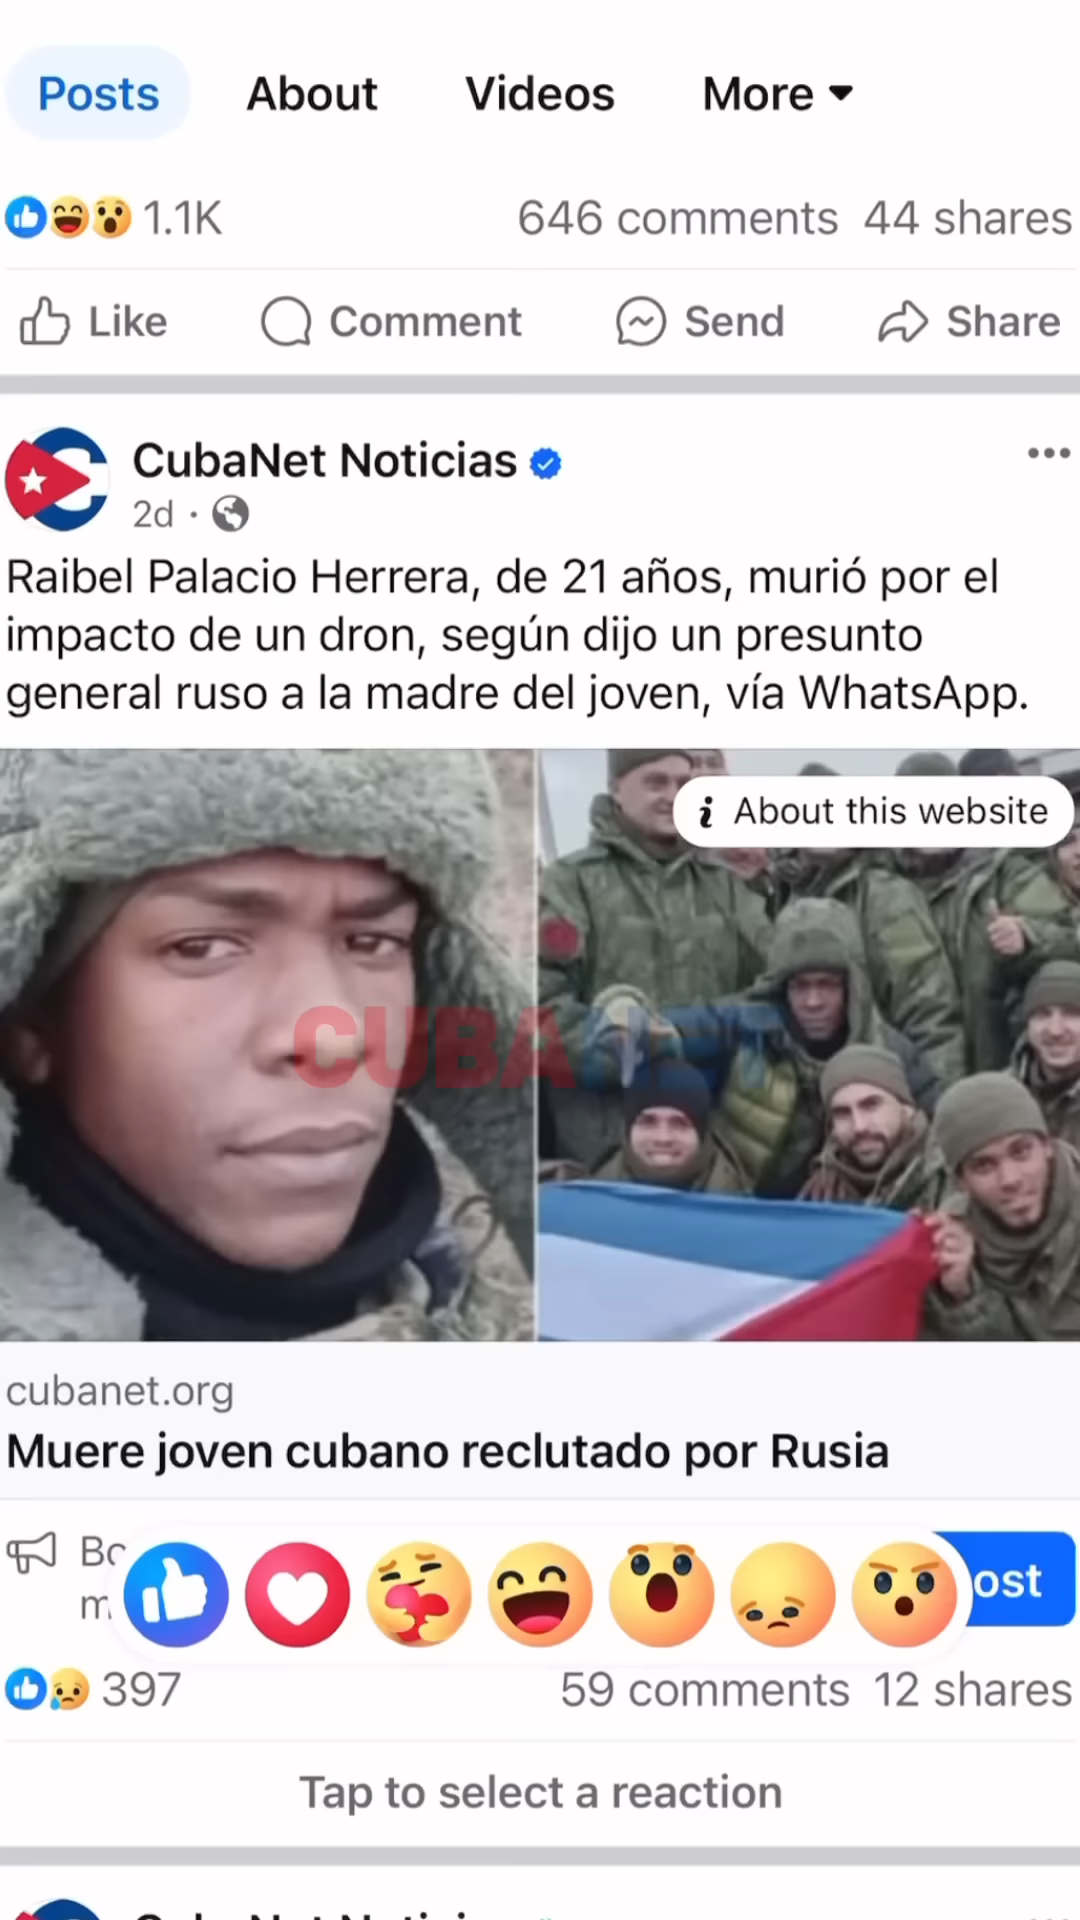 Posts About Videos More
1.1K 646 comments 44 shares
Like Comment Send Share
CubaNet Noticias
2d ·
Raibel Palacio Herrera, de 21 años, murió por el
impacto de un dron, según dijo un presunto
general ruso a la madre del joven, vía WhatsApp.
i About this website
CUBANET
cubanet.org
Muere joven cubano reclutado por Rusia
397 59 comments 12 shares
Tap to select a reaction